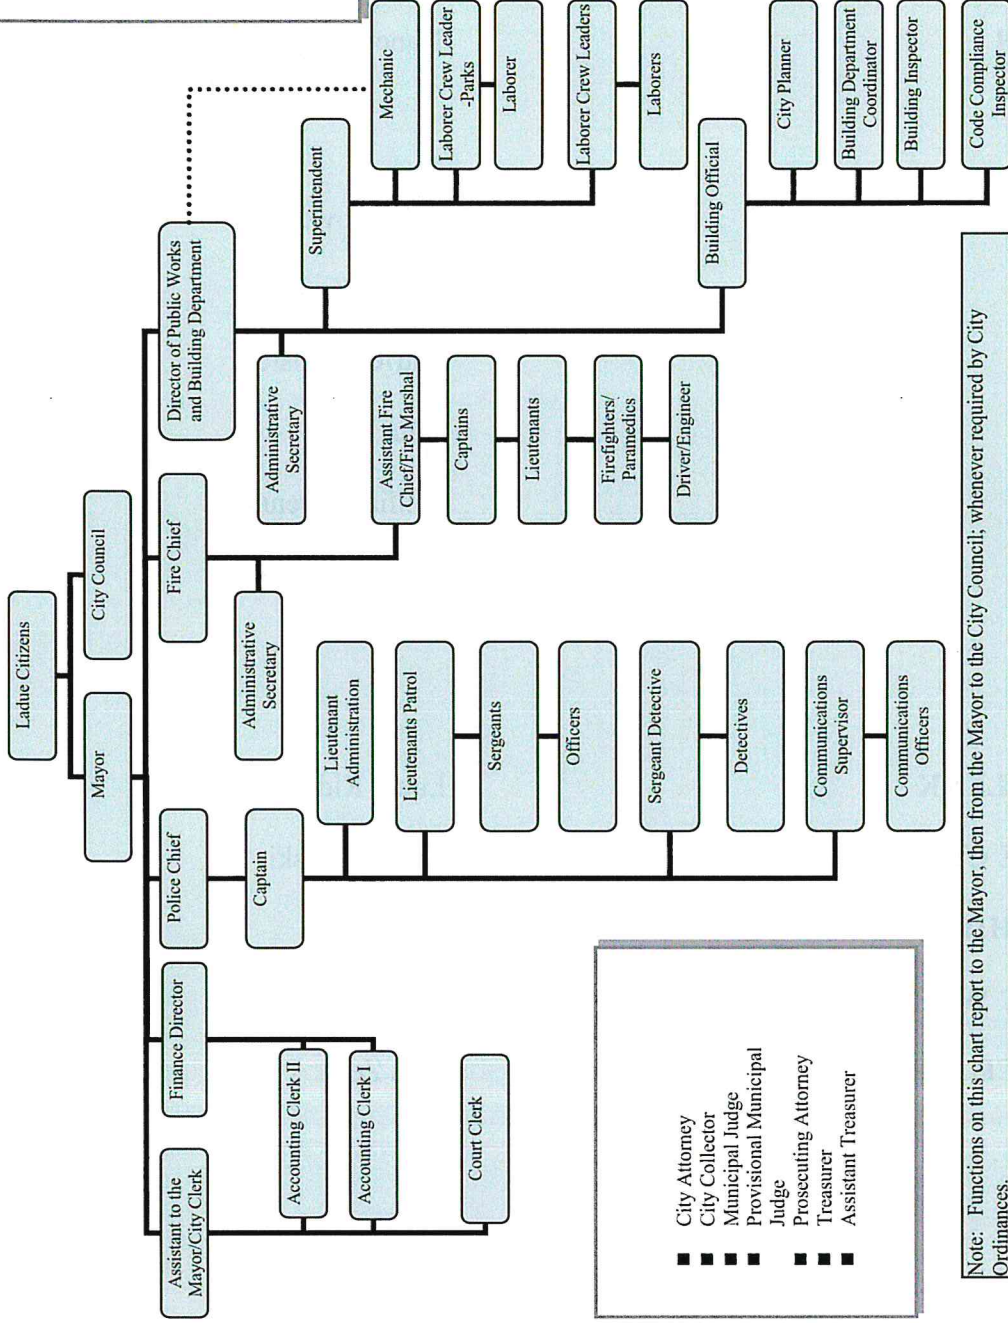 Ladue Citizens
Mayor
City Council
Assistant to the
Mayor/City Clerk
Finance Director
Police Chief
Fire Chief
Director of Public Works
and Building Department
Accounting Clerk II
Accounting Clerk I
Court Clerk
Captain
Lieutenant
Administration
Lieutenants Patrol
Sergeants
Officers
Sergeant Detective
Detectives
Communications
Supervisor
Communications
Officers
Administrative
Secretary
Assistant Fire
Chief/Fire Marshal
Captains
Lieutenants
Firefighters/
Paramedics
Driver/Engineer
Administrative
Secretary
Superintendent
Mechanic
Laborer Crew Leader
-Parks
Laborer
Laborer Crew Leaders
Laborers
Building Official
City Planner
Building Department
Coordinator
Building Inspector
Code Compliance
Inspector
■ City Attorney
■ City Collector
■ Municipal Judge
■ Provisional Municipal
Judge
■ Prosecuting Attorney
■ Treasurer
■ Assistant Treasurer
Note: Functions on this chart report to the Mayor, then from the Mayor to the City Council; whenever required by City
Ordinances.